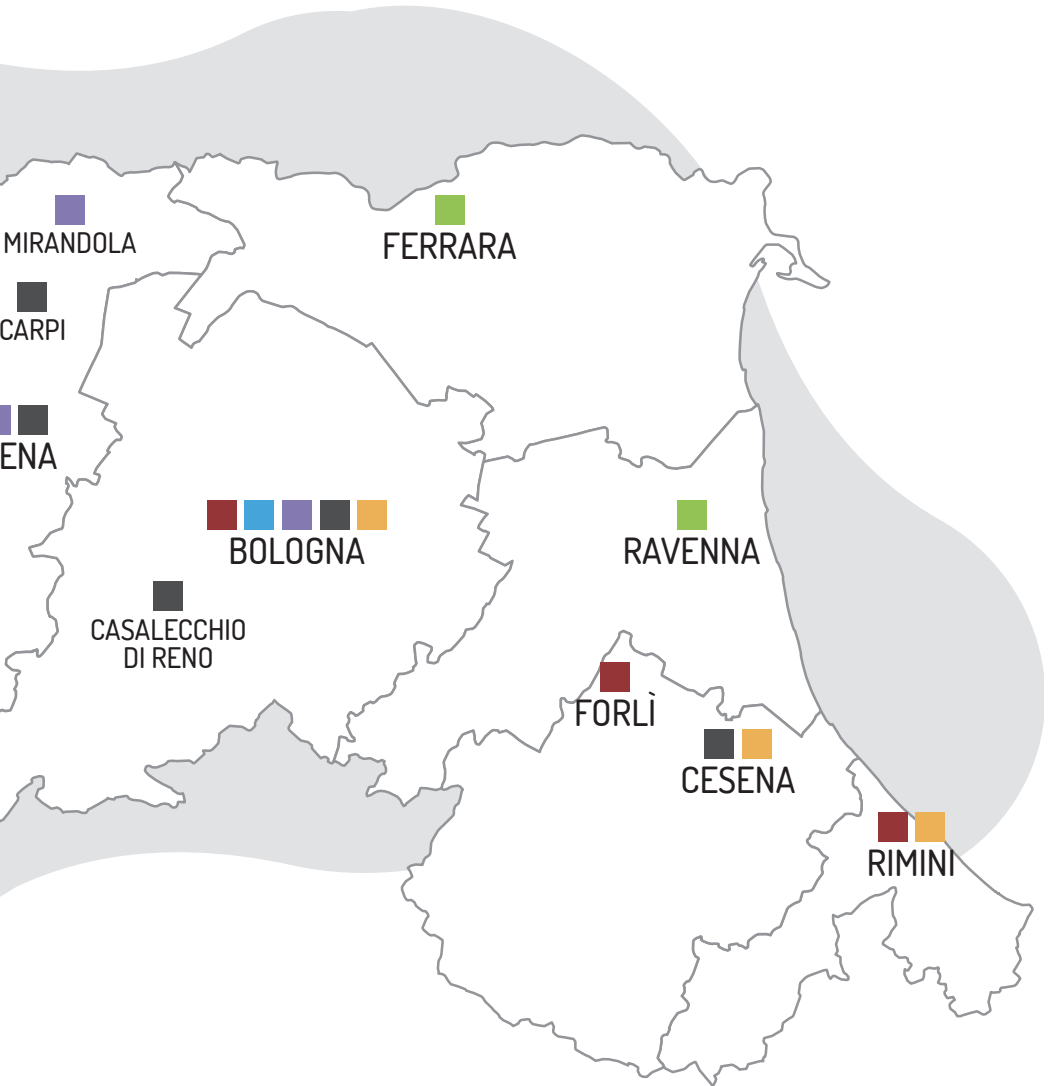 MIRANDOLA
FERRARA
CARPI
ENA
BOLOGNA
RAVENNA
CASALECCHIO
DI RENO
FORLÌ
CESENA
RIMINI